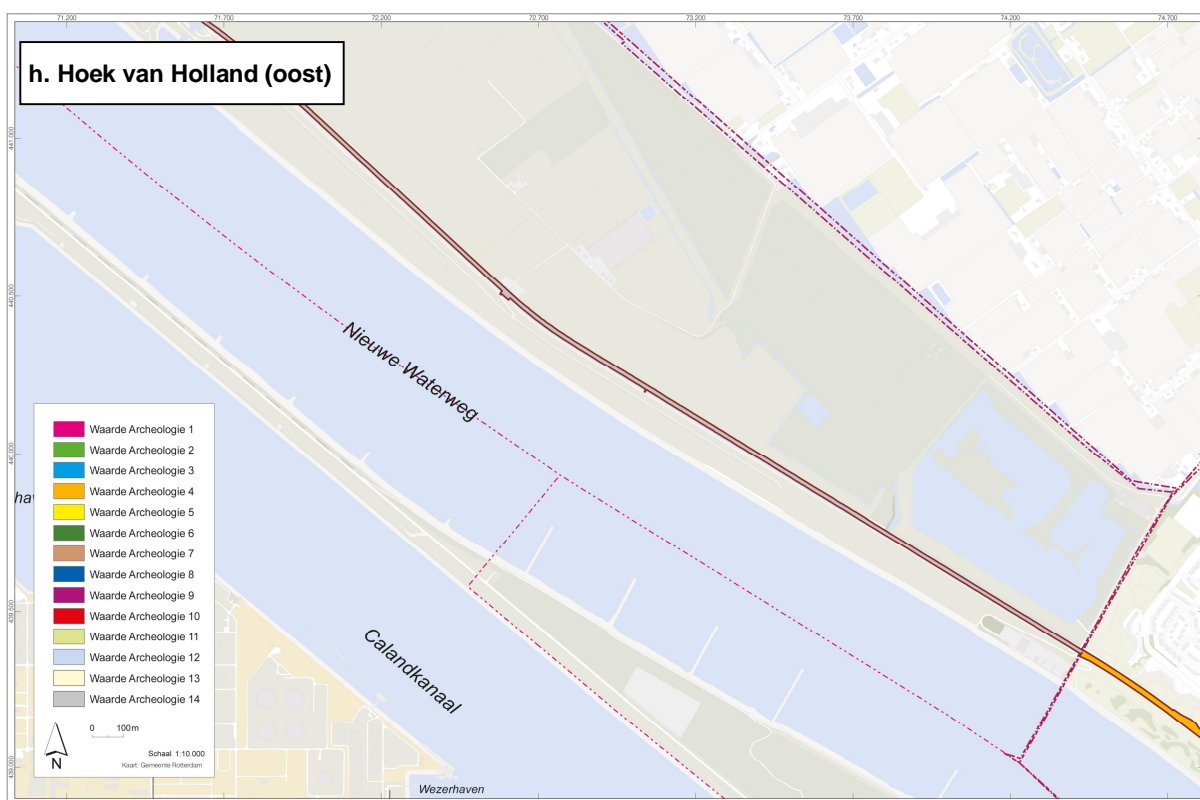 71.200 71.700 72.200 72.700 73.200 73.700 74.200 74.700
h. Hoek van Holland (oost)
441.000
440.500
440.000
439.500
439.000
Nieuwe Waterweg
Calandkanaal
Wezerhaven
Waarde Archeologie 1
Waarde Archeologie 2
Waarde Archeologie 3
Waarde Archeologie 4
Waarde Archeologie 5
Waarde Archeologie 6
Waarde Archeologie 7
Waarde Archeologie 8
Waarde Archeologie 9
Waarde Archeologie 10
Waarde Archeologie 11
Waarde Archeologie 12
Waarde Archeologie 13
Waarde Archeologie 14
0 100 m
N
Schaal 1:10.000
Kaart: Gemeente Rotterdam